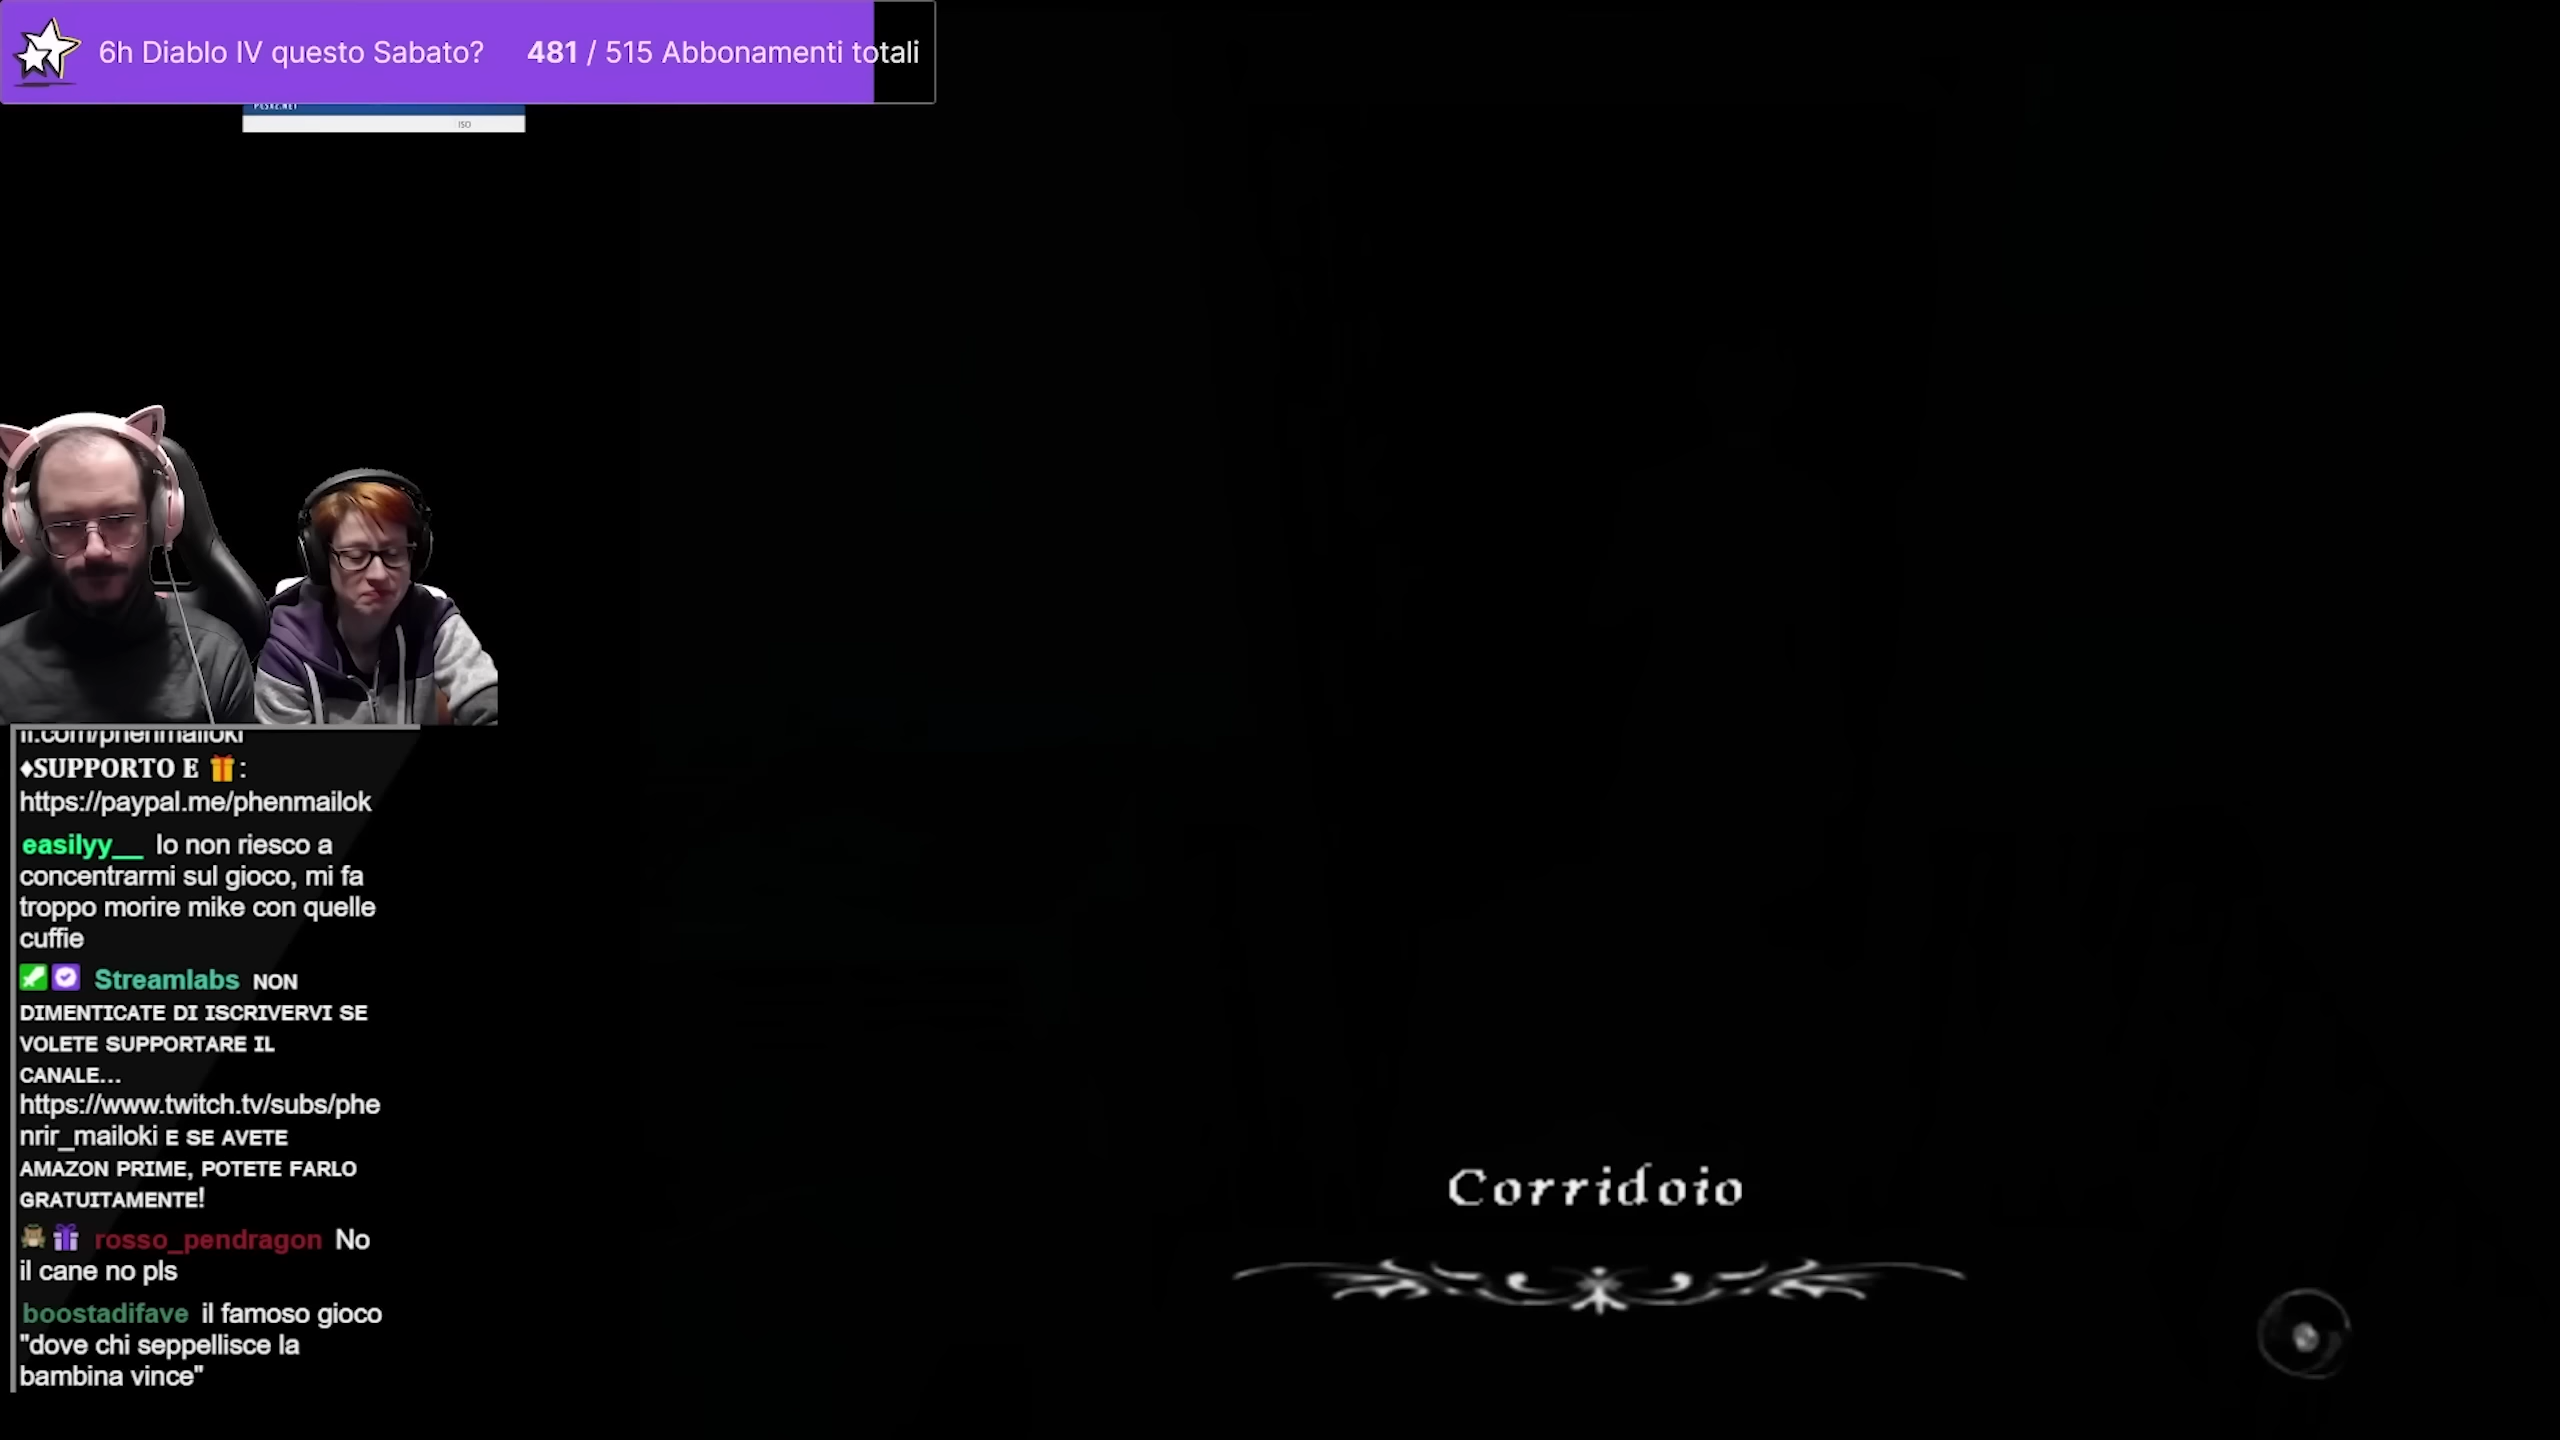 6h Diablo IV questo Sabato? 481 / 515 Abbonamenti totali
PCSX2.NET
ISO
♦SUPPORTO E 🎁:
https://paypal.me/phenmailok
easilyy__ Io non riesco a
concentrarmi sul gioco, mi fa
troppo morire mike con quelle
cuffie
Streamlabs NON
DIMENTICATE DI ISCRIVERVI SE
VOLETE SUPPORTARE IL
CANALE...
https://www.twitch.tv/subs/phe
nrir_mailoki E SE AVETE
AMAZON PRIME, POTETE FARLO
GRATUITAMENTE!
rosso_pendragon No
il cane no pls
boostadifave il famoso gioco
"dove chi seppellisce la
bambina vince"
Corridoio